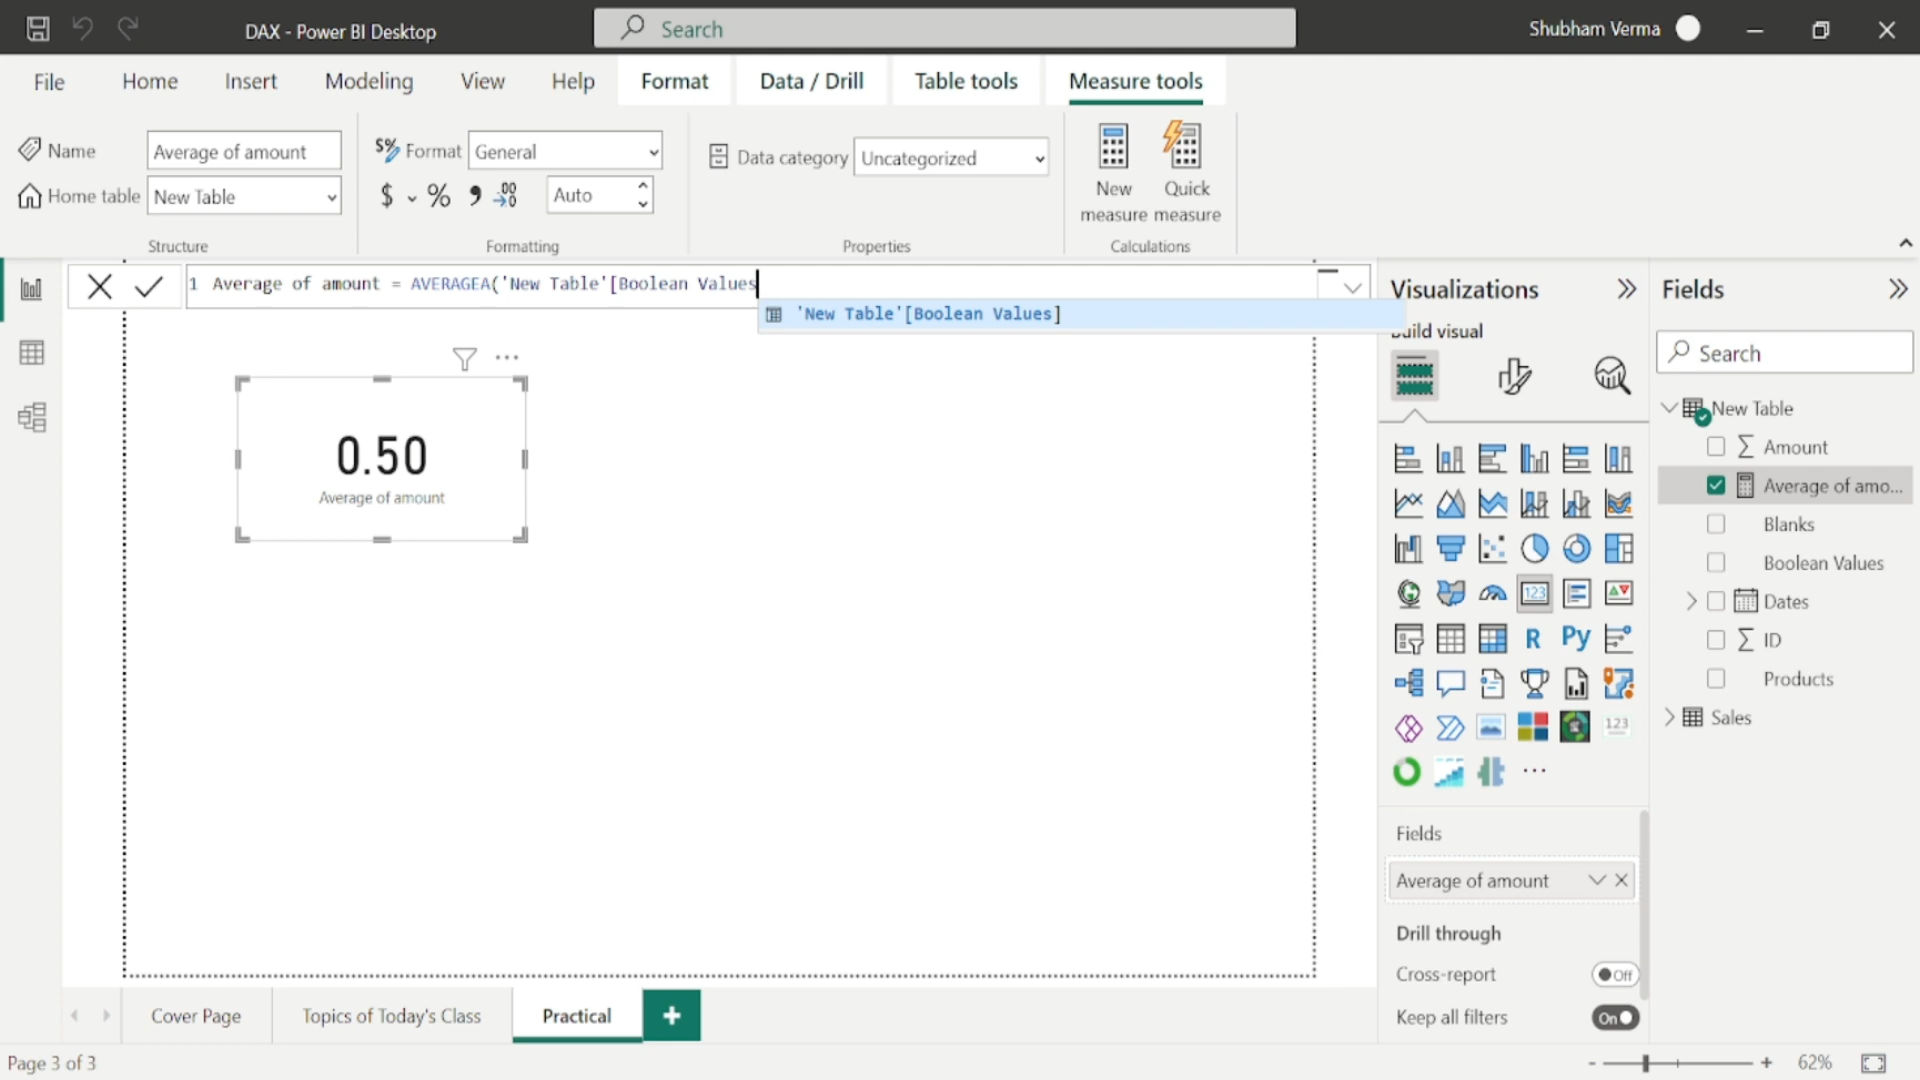 DAX - Power BI Desktop
Search
Shubham Verma
File
Home
Insert
Modeling
View
Help
Format
Data / Drill
Table tools
Measure tools
Name
Average of amount
Home table
New Table
Structure
$% Format
General
$ % 9 .00 →0
Auto
Formatting
Data category
Uncategorized
Properties
New measure
Quick measure
Calculations
1 Average of amount = AVERAGEA('New Table'[Boolean Values
'New Table'[Boolean Values]
0.50
Average of amount
Visualizations
Build visual
123
R
Py
123
Fields
Average of amount
Drill through
Cross-report
Off
Keep all filters
On
Fields
Search
New Table
Amount
Average of amo...
Blanks
Boolean Values
Dates
ID
Products
Sales
Cover Page
Topics of Today's Class
Practical
Page 3 of 3
62%